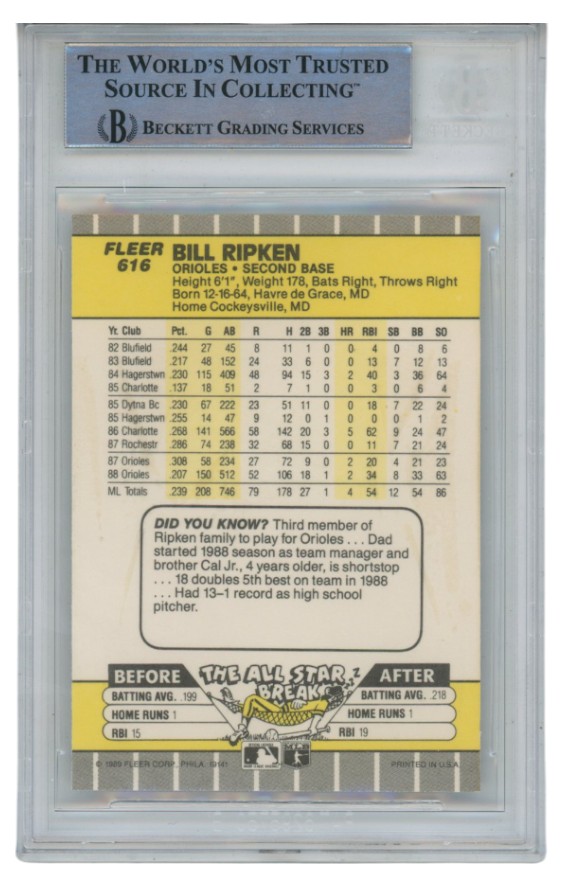 THE WORLD'S MOST TRUSTED
SOURCE IN COLLECTING™
B BECKETT GRADING SERVICES
FLEER
616
BILL RIPKEN
ORIOLES • SECOND BASE
Height 6'1", Weight 178, Bats Right, Throws Right
Born 12-16-64, Havre de Grace, MD
Home Cockeysville, MD
Yr. Club Pct. G AB R H 2B 3B HR RBI SB BB SO
82 Blufield .244 27 45 8 11 1 0 0 4 0 8 6
83 Blufield .217 48 152 24 33 6 0 0 13 7 12 13
84 Hagerstwn .230 115 409 48 94 15 3 2 40 3 36 64
85 Charlotte .137 18 51 2 7 1 0 0 3 0 6 4
85 Dytna Bc .230 67 222 23 51 11 0 0 18 7 22 24
85 Hagerstwn .255 14 47 9 12 0 1 0 0 0 1 2
86 Charlotte .268 141 566 58 142 20 3 5 62 9 24 47
87 Rochestr .286 74 238 32 68 15 0 0 11 7 21 24
87 Orioles .308 58 234 27 72 9 0 2 20 4 21 23
88 Orioles .207 150 512 52 106 18 1 2 34 8 33 63
ML Totals .239 208 746 79 178 27 1 4 54 12 54 86
DID YOU KNOW? Third member of
Ripken family to play for Orioles . . . Dad
started 1988 season as team manager and
brother Cal Jr., 4 years older, is shortstop
. . . 18 doubles 5th best on team in 1988
. . . Had 13–1 record as high school
pitcher.
BEFORE THE ALL STAR BREAK AFTER
BATTING AVG. .199 BATTING AVG. .218
HOME RUNS 1 HOME RUNS 1
RBI 15 RBI 19
© 1989 FLEER CORP., PHILA. 19141 PRINTED IN U.S.A.